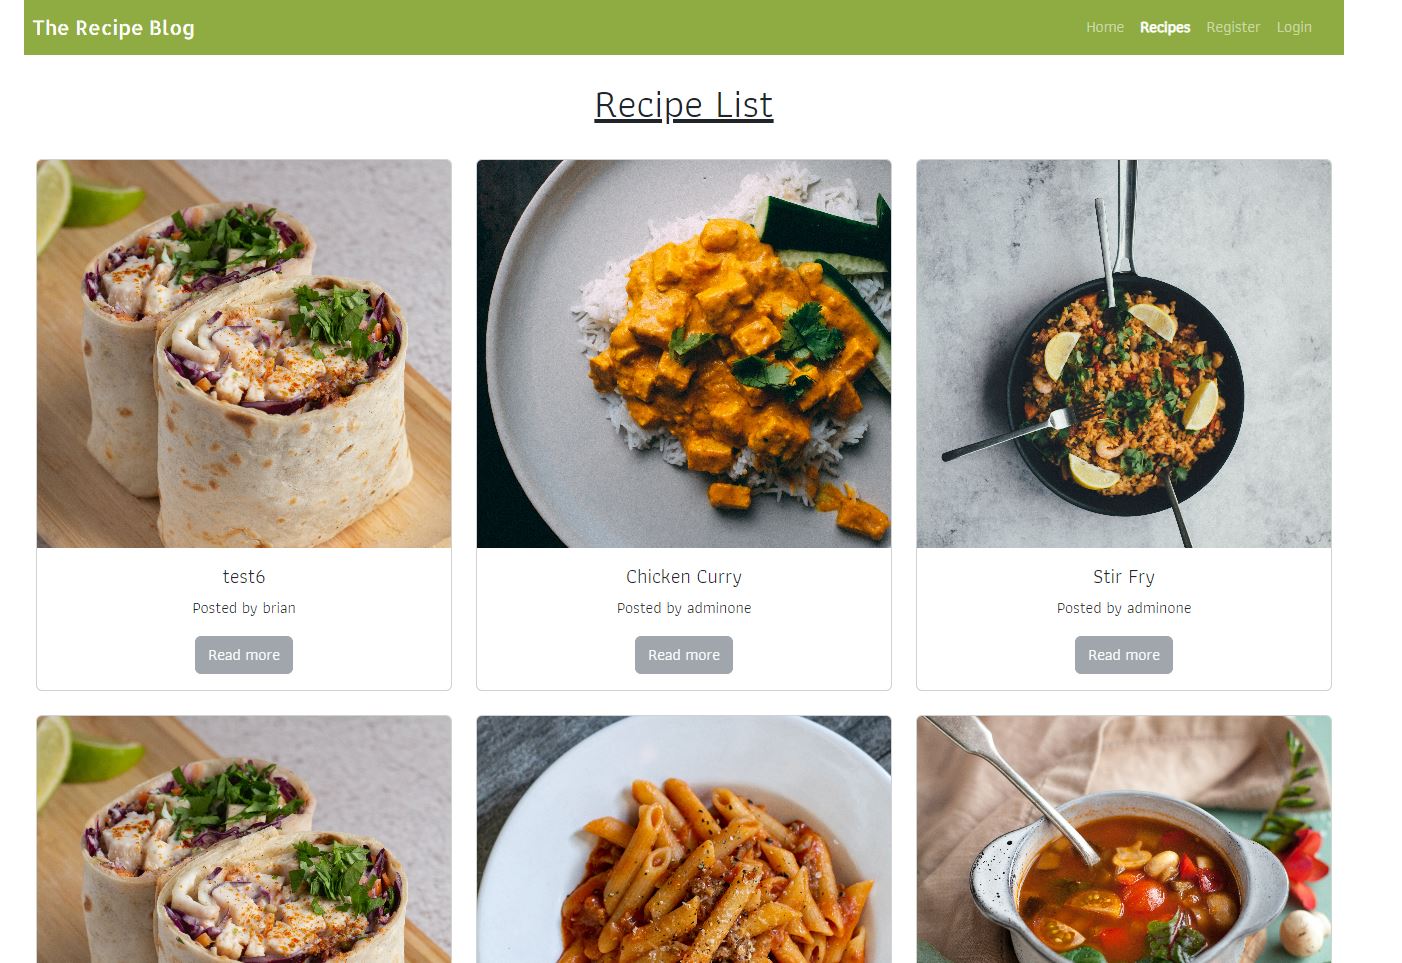 The Recipe Blog
Home Recipes Register Login
Recipe List
test6
Posted by brian
Read more
Chicken Curry
Posted by adminone
Read more
Stir Fry
Posted by adminone
Read more